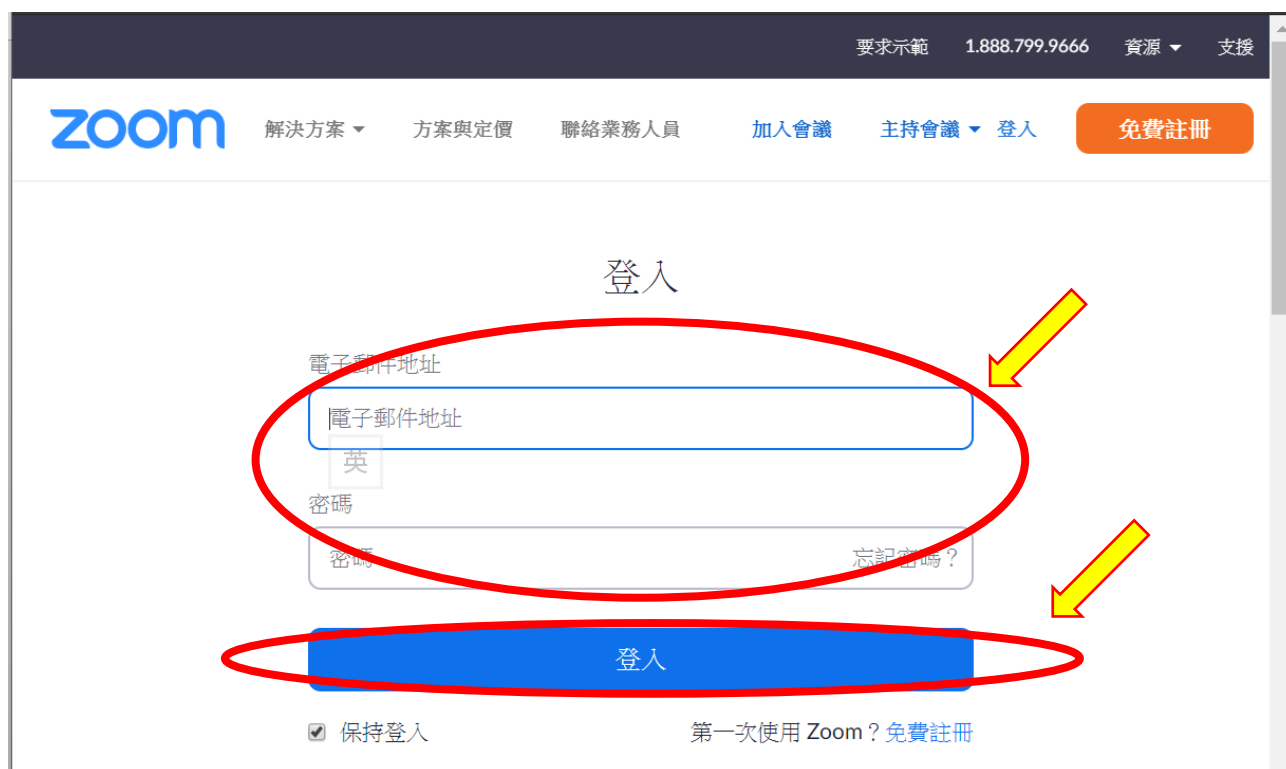 要求示範 1.888.799.9666 資源 支援
zoom 解決方案 方案與定價 聯絡業務人員 加入會議 主持會議 登入 免費註冊
登入
電子郵件地址
電子郵件地址
英
密碼
密碼 忘記密碼？
登入
保持登入 第一次使用 Zoom？免費註冊